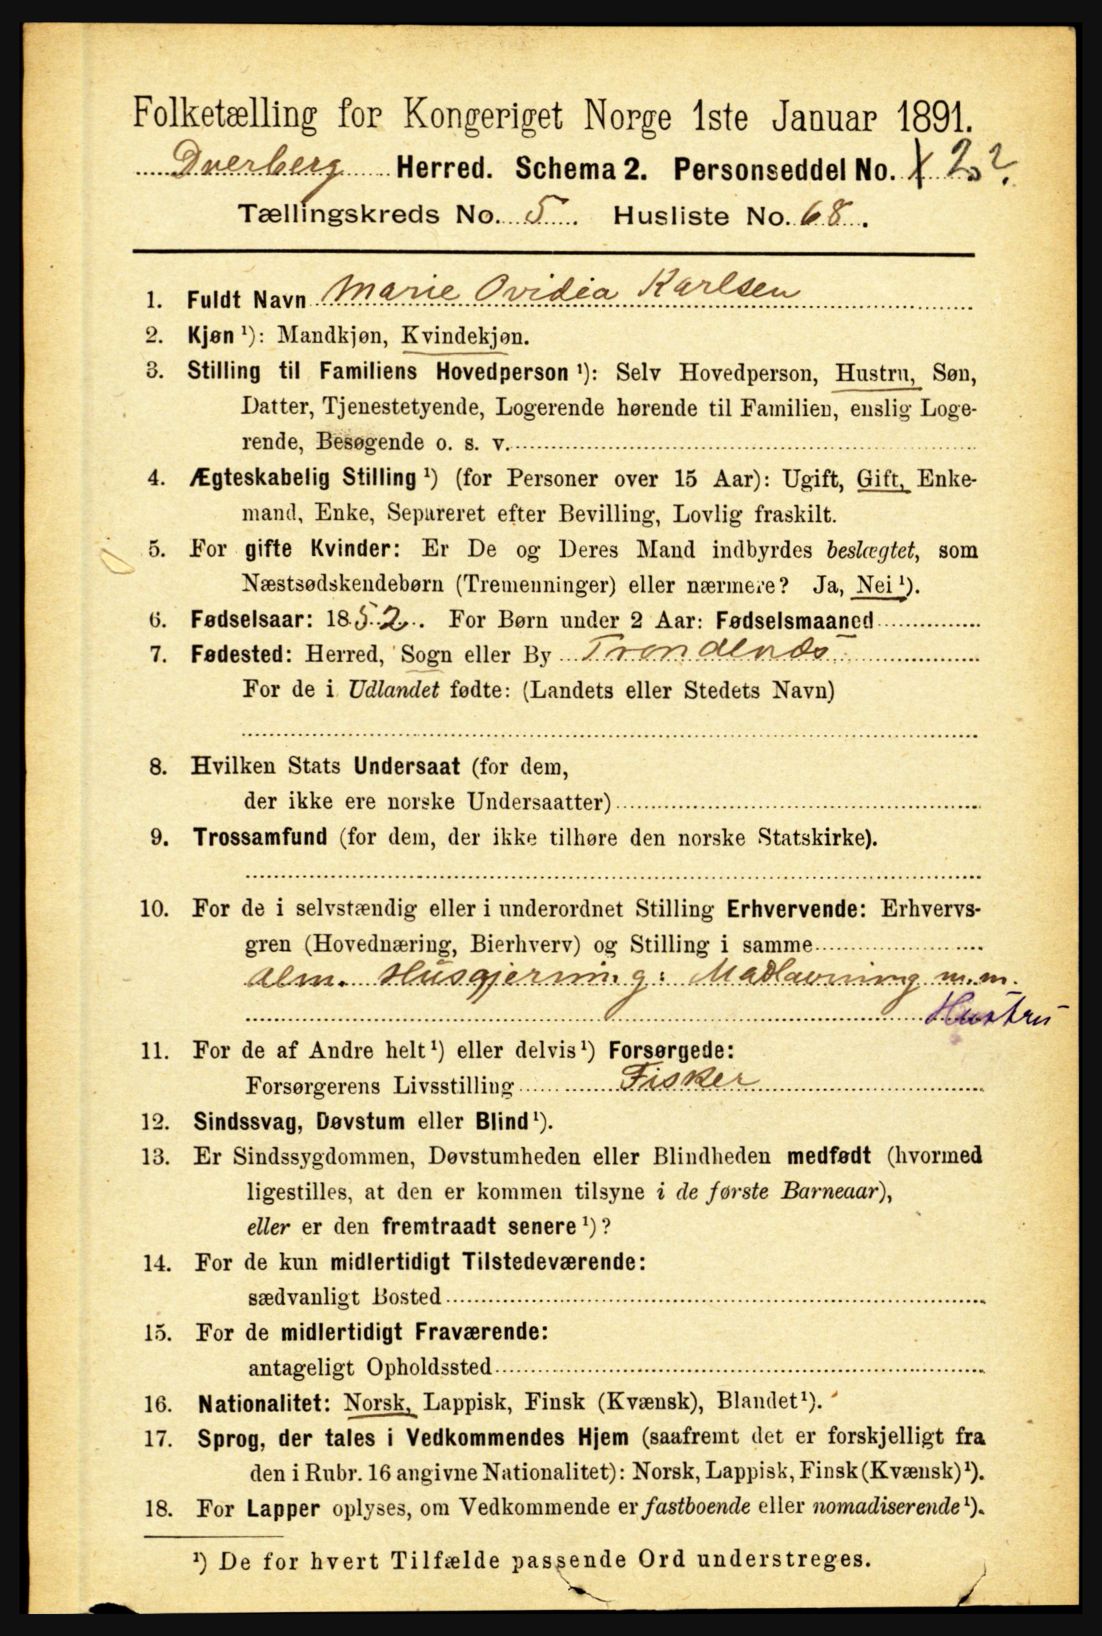 Folketælling for Kongeriget Norge 1ste Januar 1891.
Dverberg Herred. Schema 2. Personseddel No. 2
Tællingskreds No. 5. Husliste No. 68.
1. Fuldt Navn Marie Ovidia Karlsen
2. Kjøn ¹): Mandkjøn, Kvindekjøn.
3. Stilling til Familiens Hovedperson ¹): Selv Hovedperson, Hustru, Søn,
Datter, Tjenestetyende, Logerende hørende til Familien, enslig Loge-
rende, Besøgende o. s. v.
4. Ægteskabelig Stilling ¹) (for Personer over 15 Aar): Ugift, Gift, Enke-
mand, Enke, Separeret efter Bevilling, Lovlig fraskilt.
5. For gifte Kvinder: Er De og Deres Mand indbyrdes beslægtet, som
Næstsødskendebørn (Tremenninger) eller nærmere? Ja, Nei ¹).
6. Fødselsaar: 1852. For Børn under 2 Aar: Fødselsmaaned
7. Fødested: Herred, Sogn eller By Trondenæs
For de i Udlandet fødte: (Landets eller Stedets Navn)
8. Hvilken Stats Undersaat (for dem,
der ikke ere norske Undersaatter)
9. Trossamfund (for dem, der ikke tilhøre den norske Statskirke).
10. For de i selvstændig eller i underordnet Stilling Erhvervende: Erhvervs-
gren (Hovednæring, Bierhverv) og Stilling i samme
alm. Husgjerning: Madlavning m.m.
Hustru
11. For de af Andre helt ¹) eller delvis ¹) Forsørgede:
Forsørgerens Livsstilling Fisker
12. Sindssvag, Døvstum eller Blind ¹).
13. Er Sindssygdommen, Døvstumheden eller Blindheden medfødt (hvormed
ligestilles, at den er kommen tilsyne i de første Barneaar),
eller er den fremtraadt senere ¹)?
14. For de kun midlertidigt Tilstedeværende:
sædvanligt Bosted
15. For de midlertidigt Fraværende:
antageligt Opholdssted
16. Nationalitet: Norsk, Lappisk, Finsk (Kvænsk), Blandet ¹).
17. Sprog, der tales i Vedkommendes Hjem (saafremt det er forskjelligt fra
den i Rubr. 16 angivne Nationalitet): Norsk, Lappisk, Finsk (Kvænsk) ¹).
18. For Lapper oplyses, om Vedkommende er fastboende eller nomadiserende ¹).
¹) De for hvert Tilfælde passende Ord understreges.